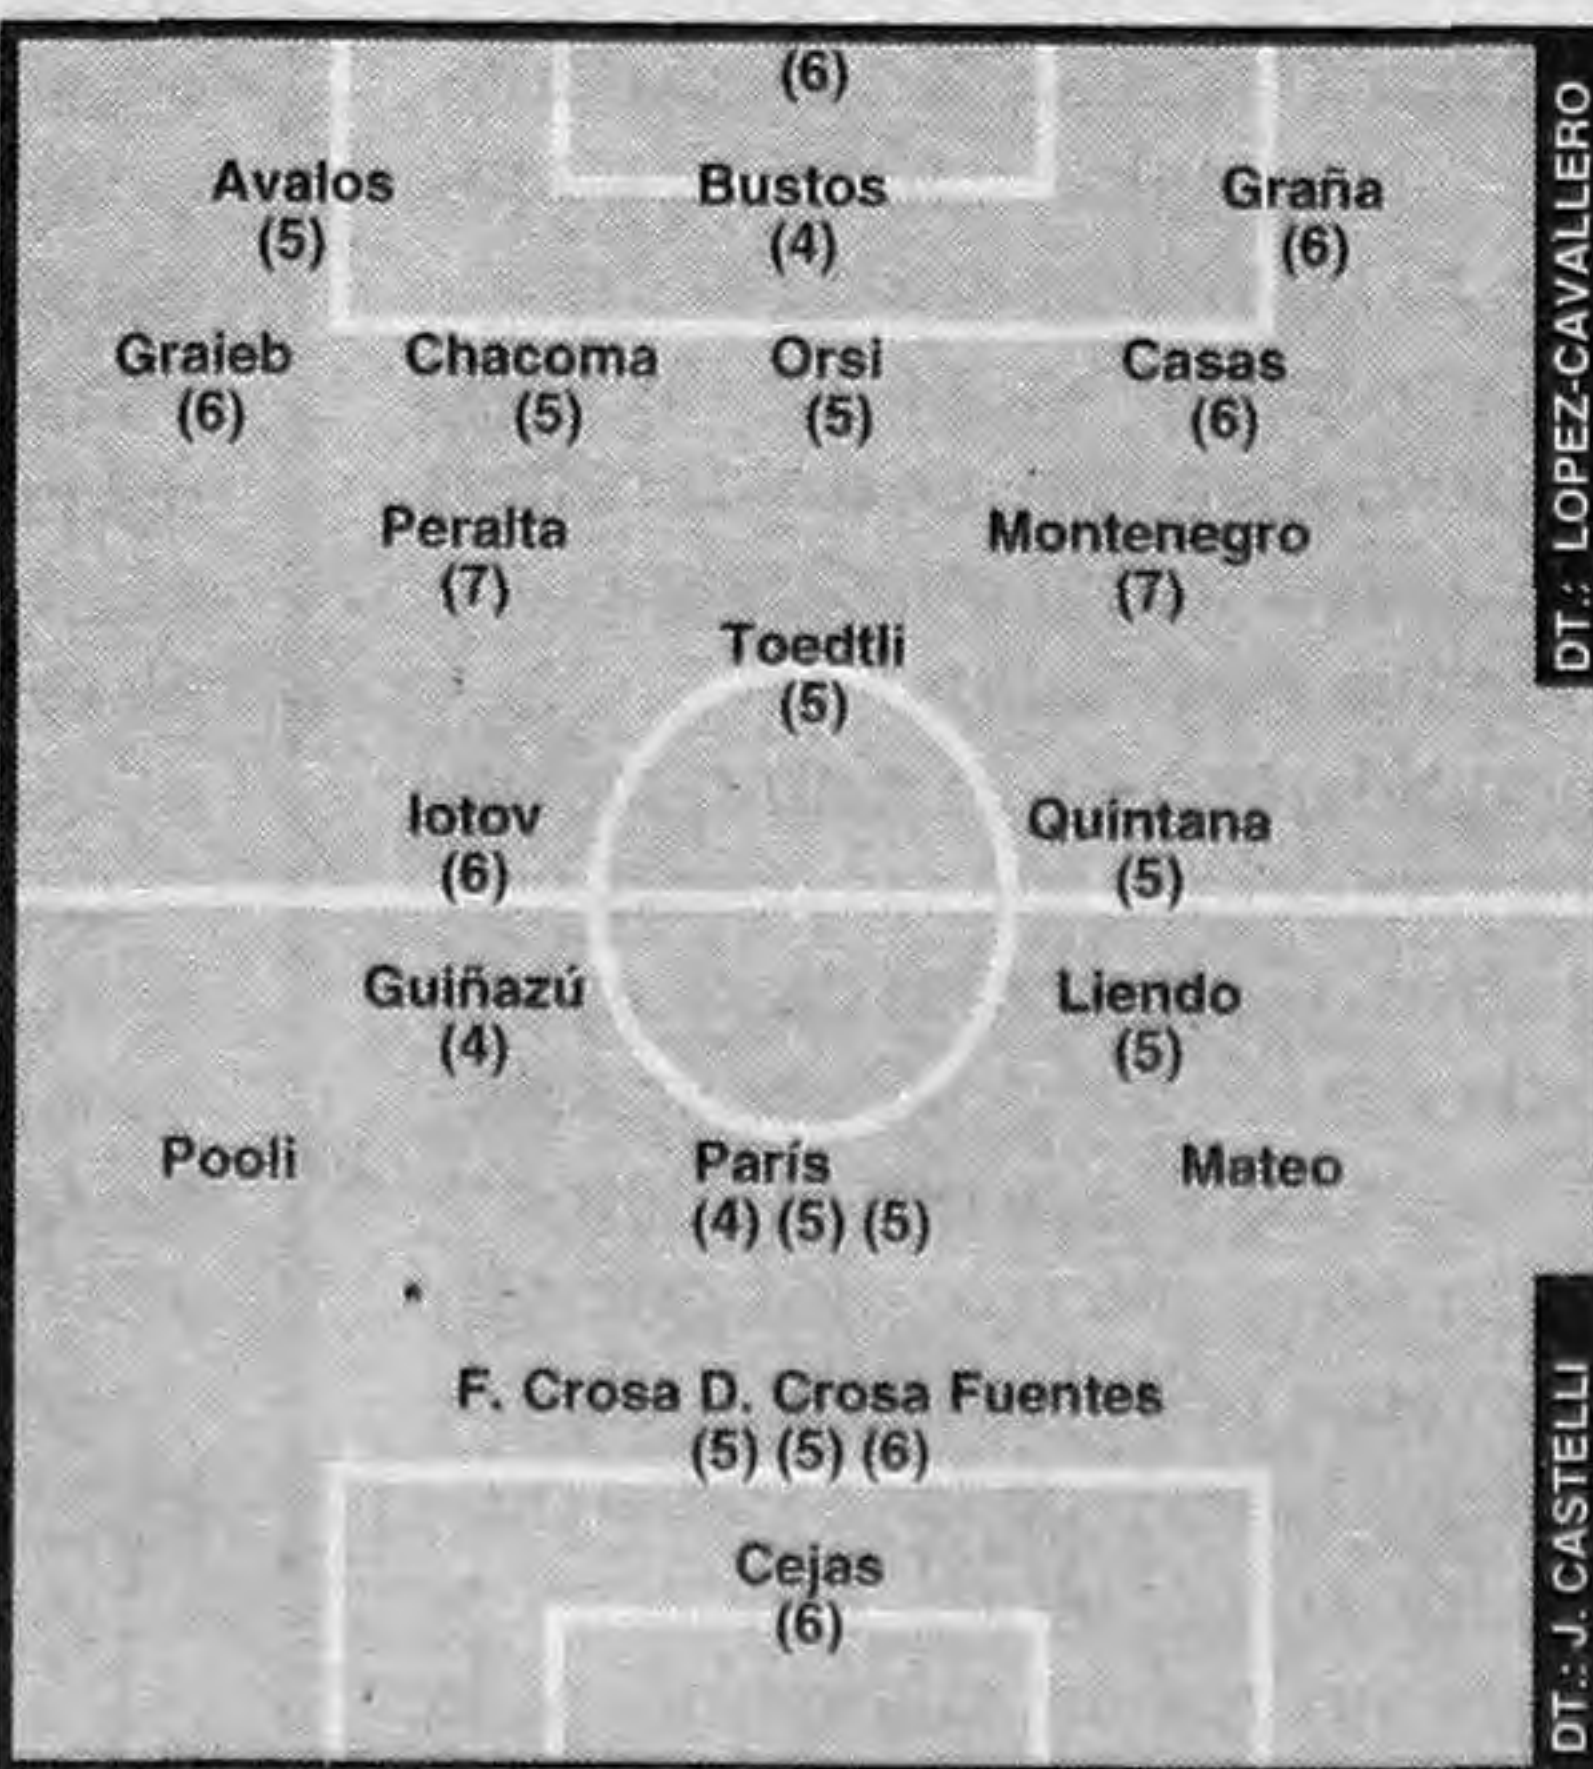 (6)
Avalos Bustos Graña
(5) (4) (6)
Graieb Chacoma Orsi Casas
(6) (5) (5) (6)
Peralta Montenegro
(7) (7)
Toedtli
(5)
Iotov Quintana
(6) (5)
Guiñazú Liendo
(4) (5)
Pooli París Mateo
(4) (5) (5)
F. Crosa D. Crosa Fuentes
(5) (5) (6)
Cejas
(6)
DT.: LOPEZ-CAVALLERO
DT.: J. CASTELLI